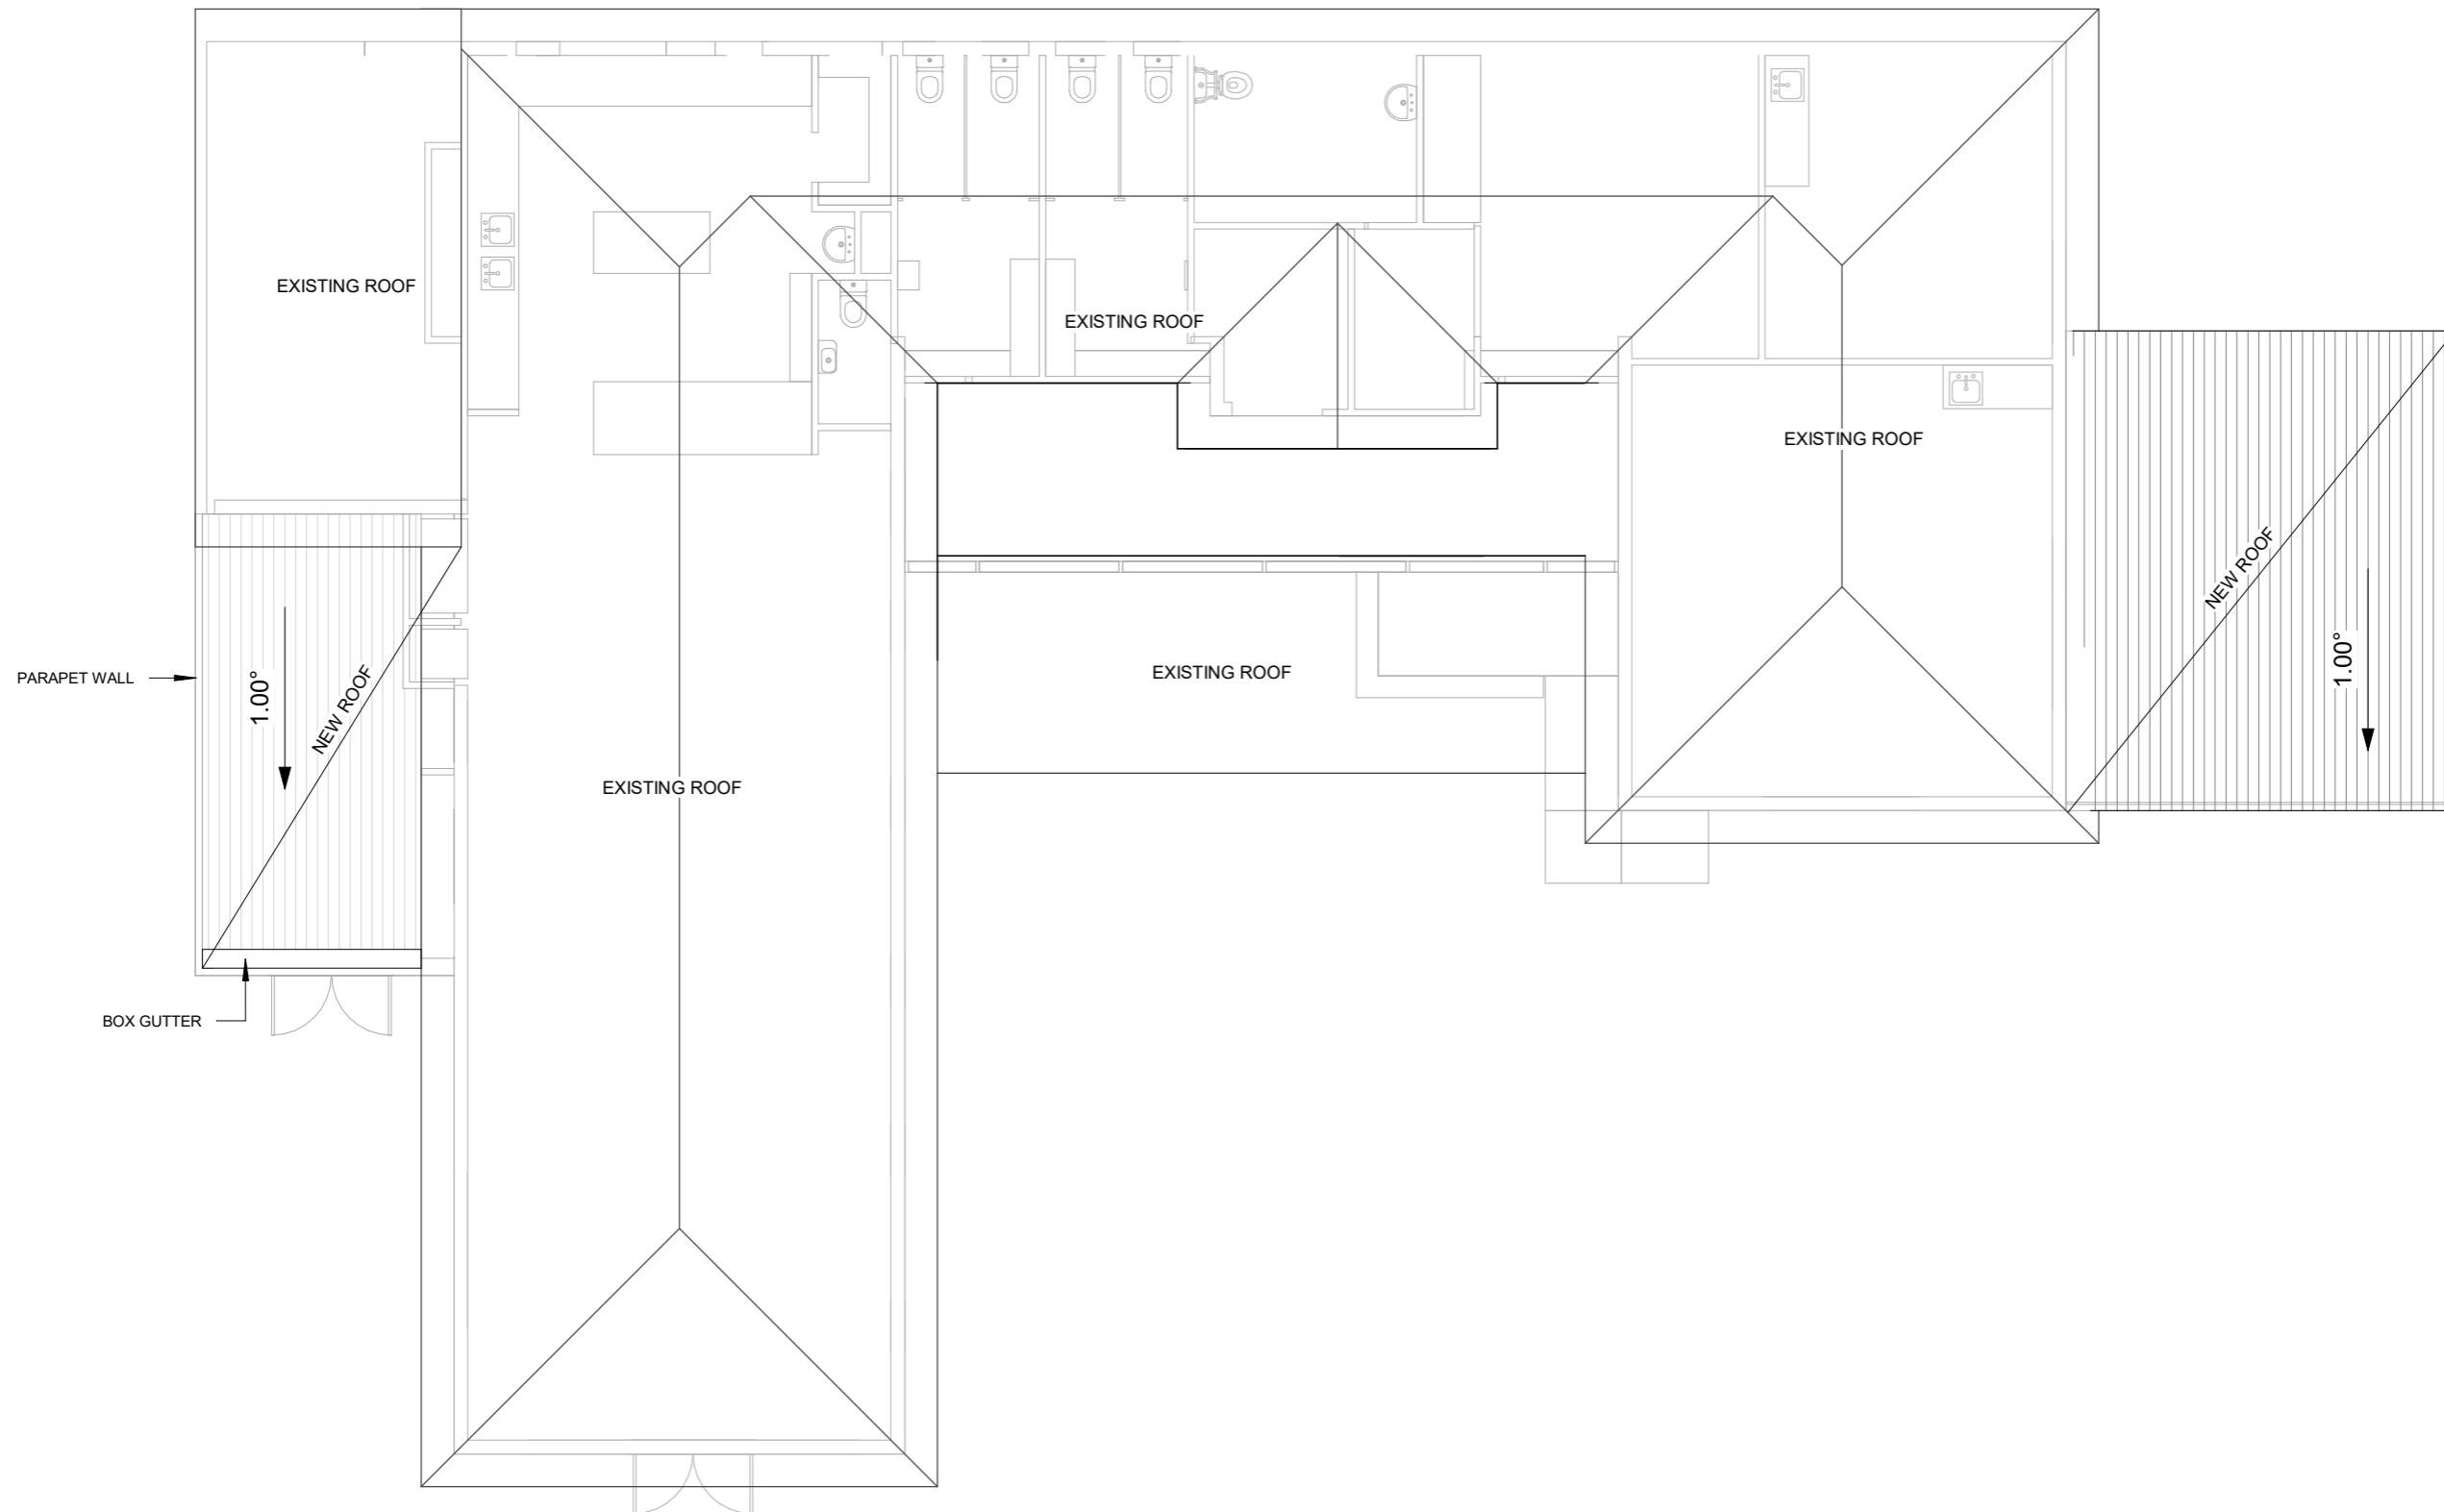 EXISTING ROOF
EXISTING ROOF
EXISTING ROOF
NEW ROOF
1.00°
EXISTING ROOF
PARAPET WALL
1.00°
NEW ROOF
EXISTING ROOF
BOX GUTTER